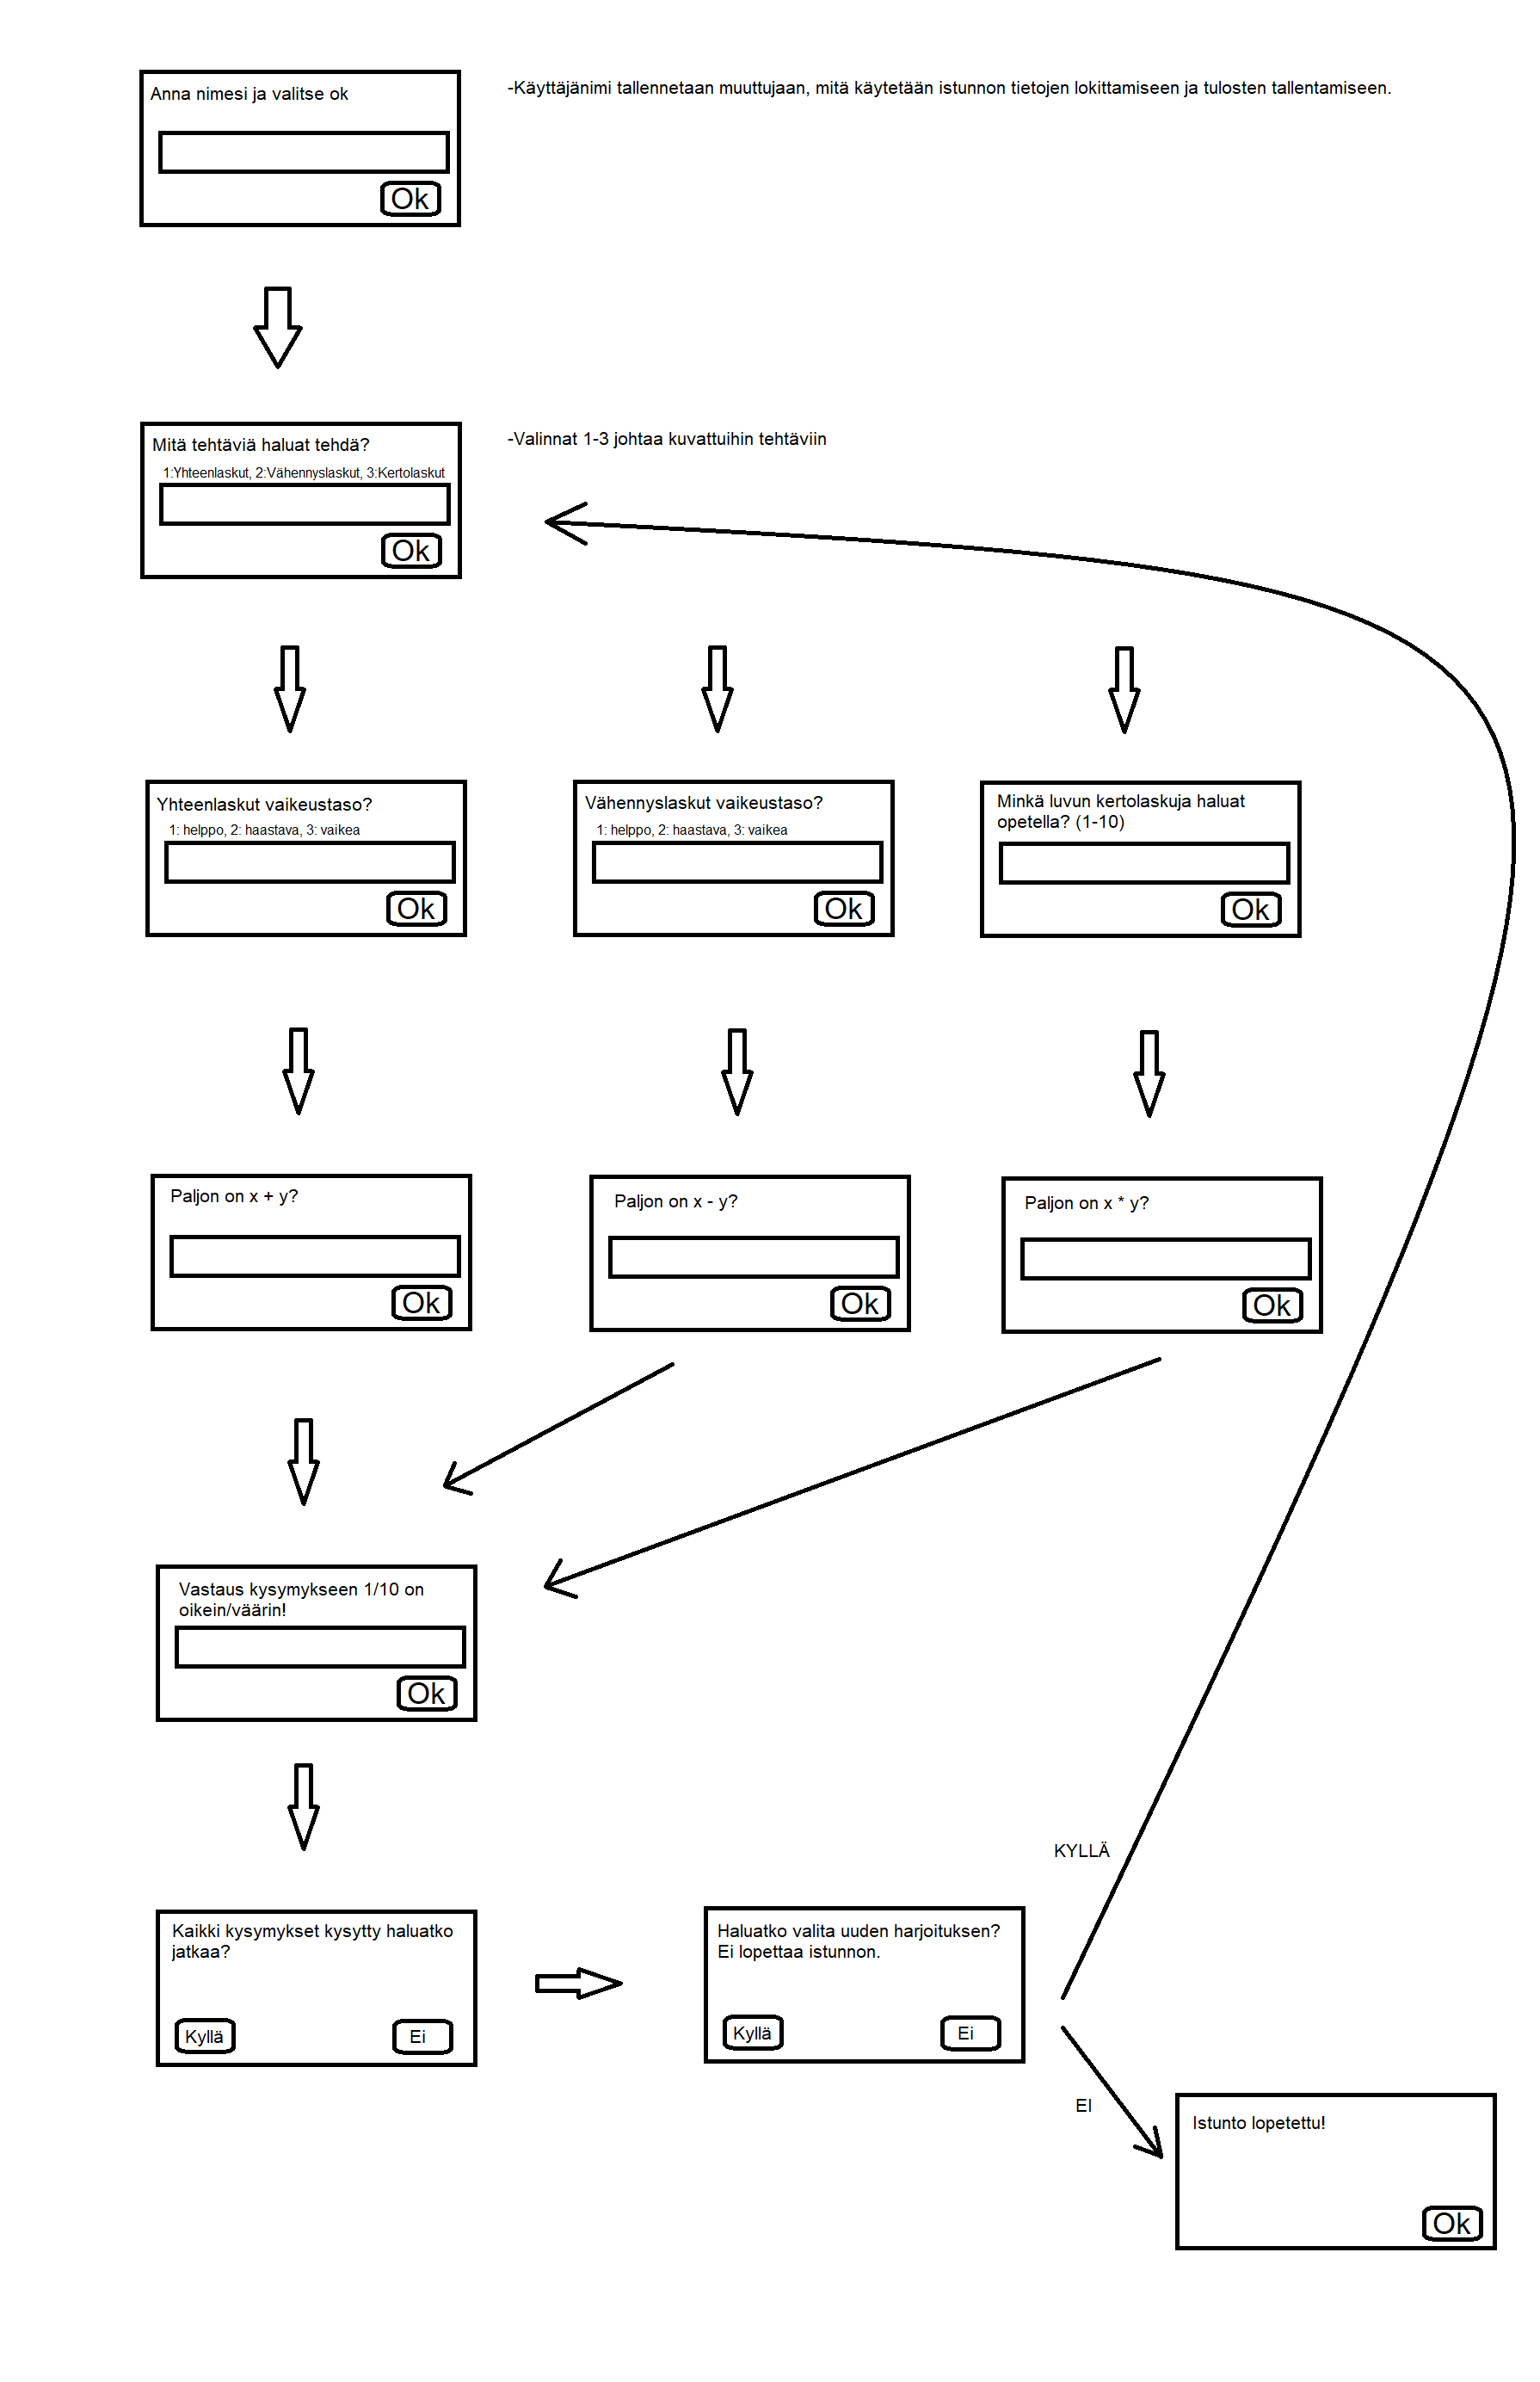 Anna nimesi ja valitse ok
Ok
-Käyttäjänimi tallennetaan muuttujaan, mitä käytetään istunnon tietojen lokittamiseen ja tulosten tallentamiseen.
Mitä tehtäviä haluat tehdä?
1:Yhteenlaskut, 2:Vähennyslaskut, 3:Kertolaskut
Ok
-Valinnat 1-3 johtaa kuvattuihin tehtäviin
Yhteenlaskut vaikeustaso?
1: helppo, 2: haastava, 3: vaikea
Ok
Vähennyslaskut vaikeustaso?
1: helppo, 2: haastava, 3: vaikea
Ok
Minkä luvun kertolaskuja haluat
opetella? (1-10)
Ok
Paljon on x + y?
Ok
Paljon on x - y?
Ok
Paljon on x * y?
Ok
Vastaus kysymykseen 1/10 on
oikein/väärin!
Ok
Kaikki kysymykset kysytty haluatko
jatkaa?
Kyllä
Ei
Haluatko valita uuden harjoituksen?
Ei lopettaa istunnon.
Kyllä
Ei
KYLLÄ
EI
Istunto lopetettu!
Ok